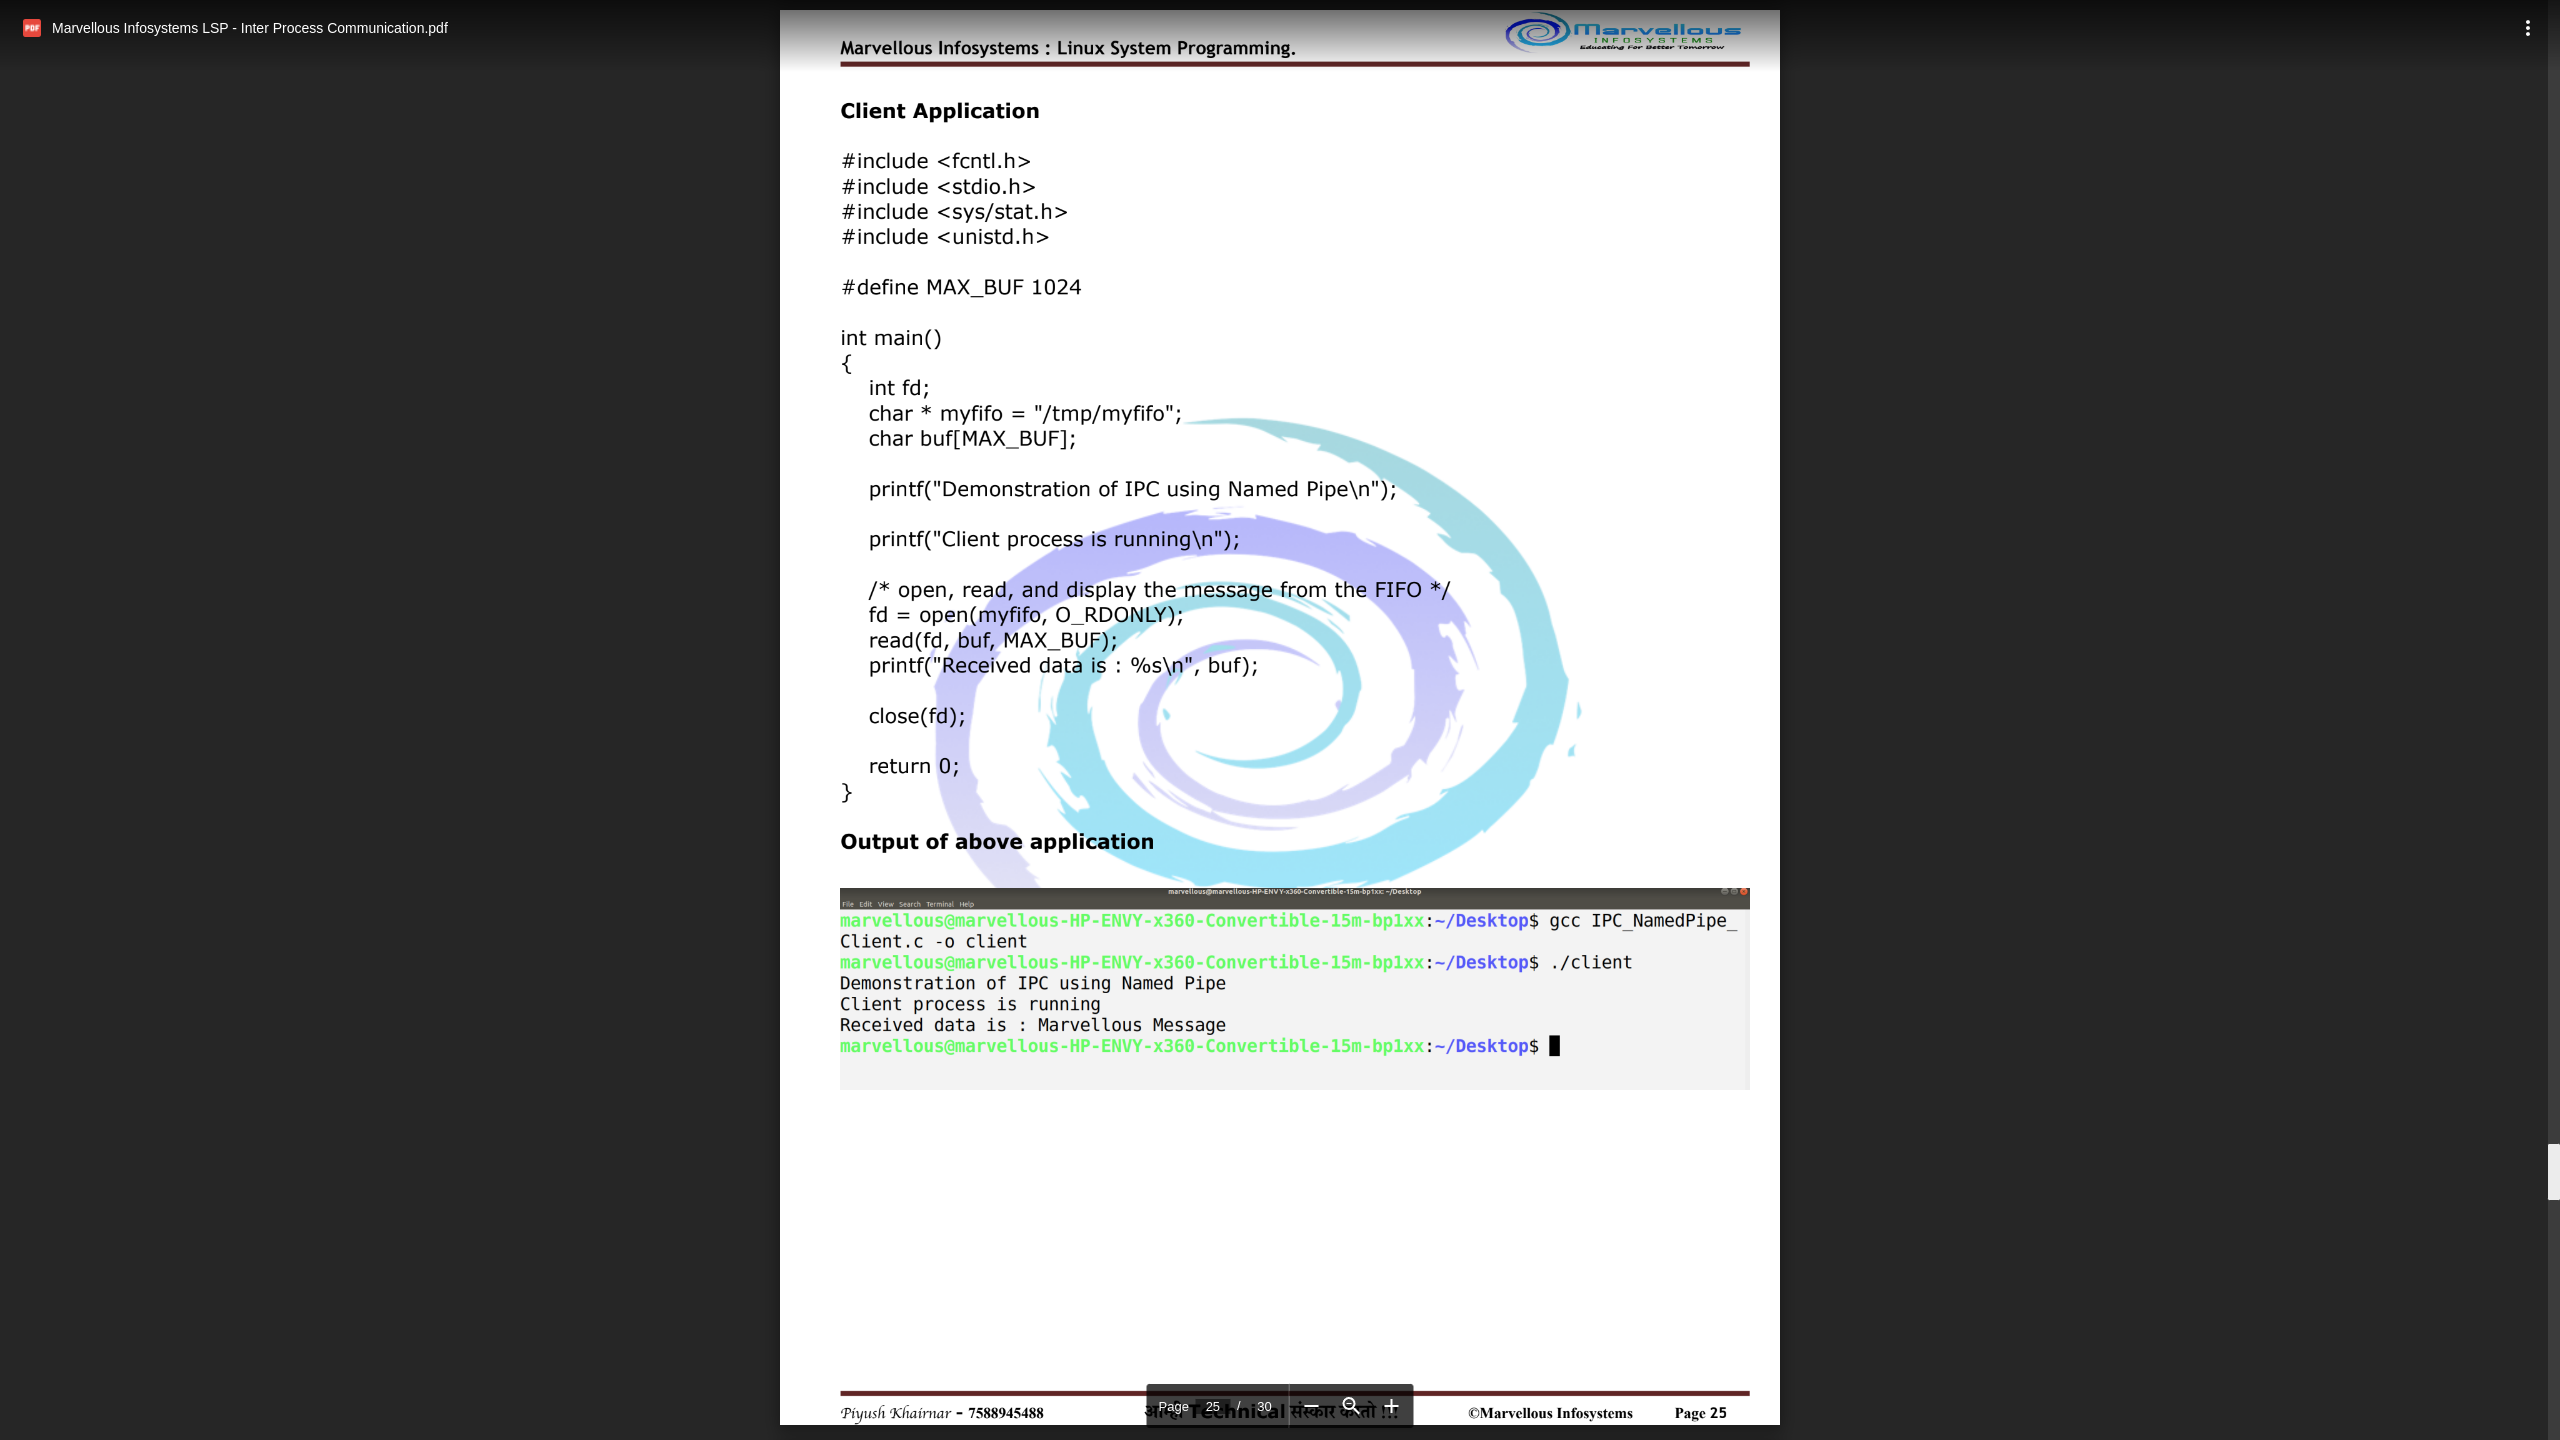 Marvellous Infosystems LSP - Inter Process Communication.pdf
Marvellous Infosystems : Linux System Programming.
Marvellous
INFOSYSTEMS
Educating For Better Tomorrow
Client Application
#include <fcntl.h>
#include <stdio.h>
#include <sys/stat.h>
#include <unistd.h>
#define MAX_BUF 1024
int main()
{
int fd;
char * myfifo = "/tmp/myfifo";
char buf[MAX_BUF];
printf("Demonstration of IPC using Named Pipe\n");
printf("Client process is running\n");
/* open, read, and display the message from the FIFO */
fd = open(myfifo, O_RDONLY);
read(fd, buf, MAX_BUF);
printf("Received data is : %s\n", buf);
close(fd);
return 0;
}
Output of above application
marvellous@marvellous-HP-ENVY-x360-Convertible-15m-bp1xx: ~/Desktop
File Edit View Search Terminal Help
marvellous@marvellous-HP-ENVY-x360-Convertible-15m-bp1xx:~/Desktop$ gcc IPC_NamedPipe_
Client.c -o client
marvellous@marvellous-HP-ENVY-x360-Convertible-15m-bp1xx:~/Desktop$ ./client
Demonstration of IPC using Named Pipe
Client process is running
Received data is : Marvellous Message
marvellous@marvellous-HP-ENVY-x360-Convertible-15m-bp1xx:~/Desktop$
Piyush Khairnar - 7588945488 आम्ही Technical संस्कार करतो !!! ©Marvellous Infosystems Page 25
Page 25 / 30